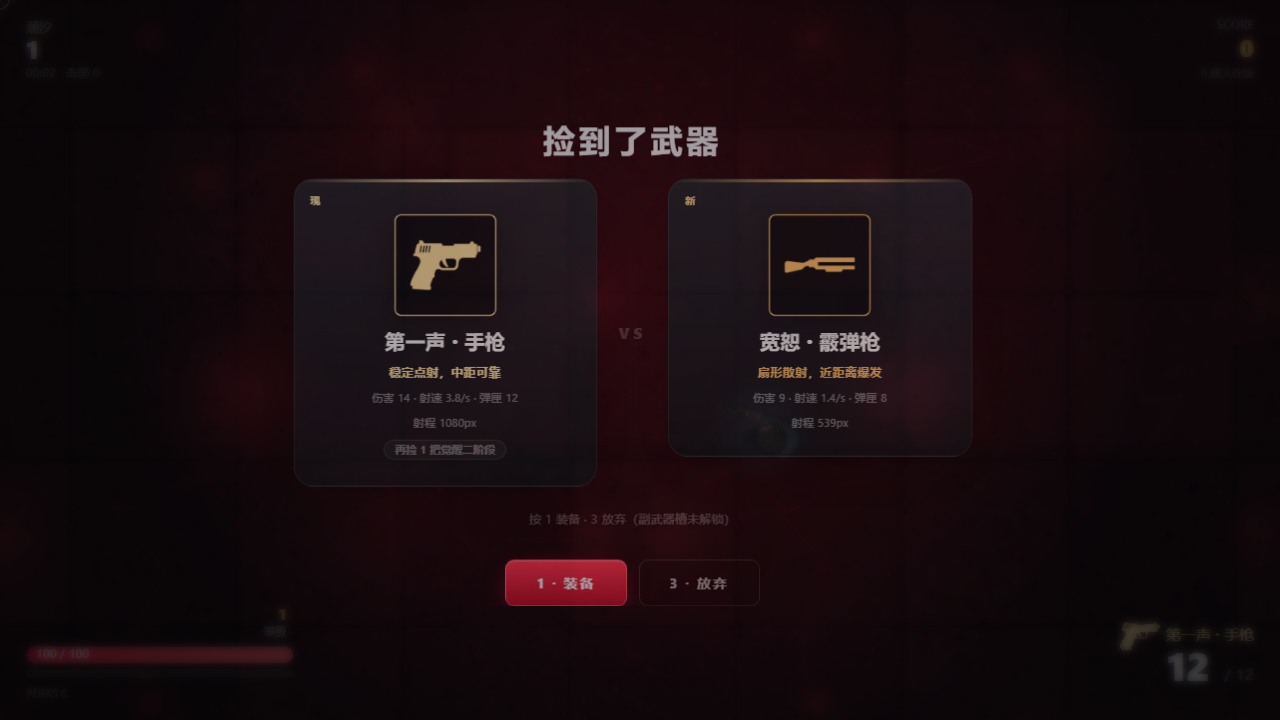 1
SCORE
0
捡到了武器
现
第一声 · 手枪
稳定点射，中距可靠
伤害 14 · 射速 3.8/s · 弹匣 12
射程 1080px
再捡 1 把觉醒二阶段
VS
新
宽恕 · 霰弹枪
扇形散射，近距离爆发
伤害 9 · 射速 1.4/s · 弹匣 8
射程 539px
按 1 装备 · 3 放弃（副武器槽未解锁）
1 · 装备
3 · 放弃
1
100 / 100
第一声 · 手枪
12 / 12